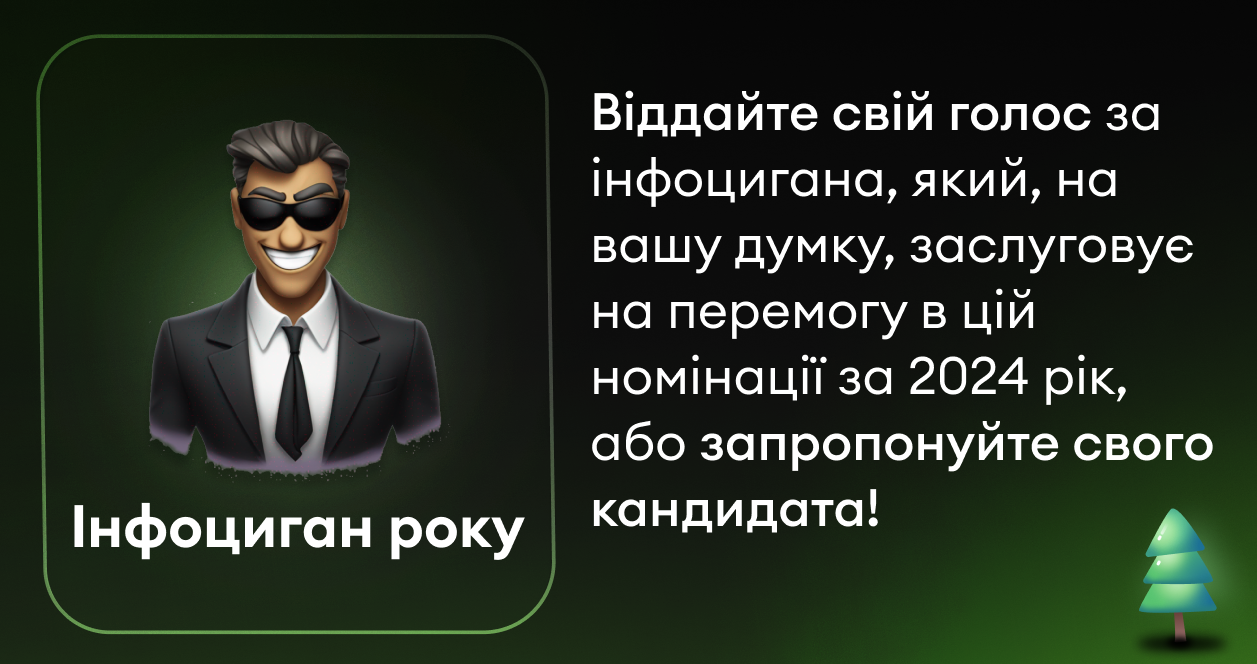 Інфоциган року
Віддайте свій голос за
інфоцигана, який, на
вашу думку, заслуговує
на перемогу в цій
номінації за 2024 рік,
або запропонуйте свого
кандидата!